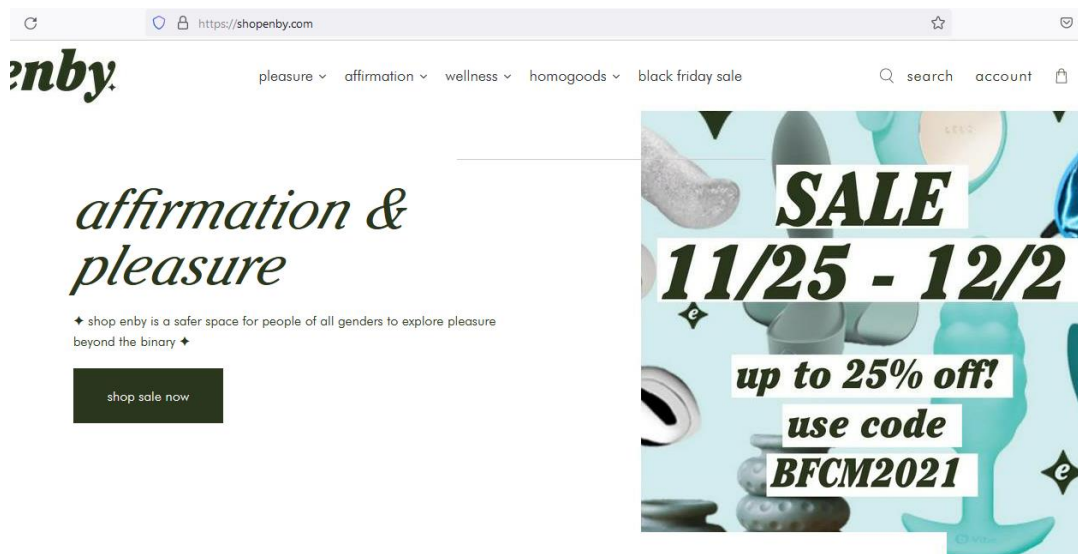 https://shopenby.com
enby.
pleasure affirmation wellness homogoods black friday sale
search account
affirmation &
pleasure
✦ shop enby is a safer space for people of all genders to explore pleasure
beyond the binary ✦
shop sale now
LELO
SALE
11/25 - 12/2
e
up to 25% off!
use code
BFCM2021
e